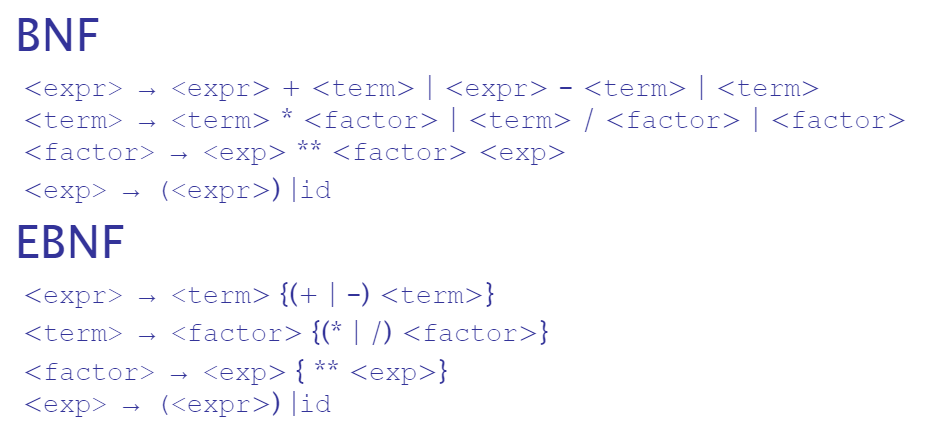 BNF
<expr> → <expr> + <term> | <expr> - <term> | <term>
<term> → <term> * <factor> | <term> / <factor> | <factor>
<factor> → <exp> ** <factor> <exp>
<exp> → (<expr>) |id
EBNF
<expr> → <term> {(+ | -) <term>}
<term> → <factor> {(* | /) <factor>}
<factor> → <exp> { ** <exp>}
<exp> → (<expr>) |id